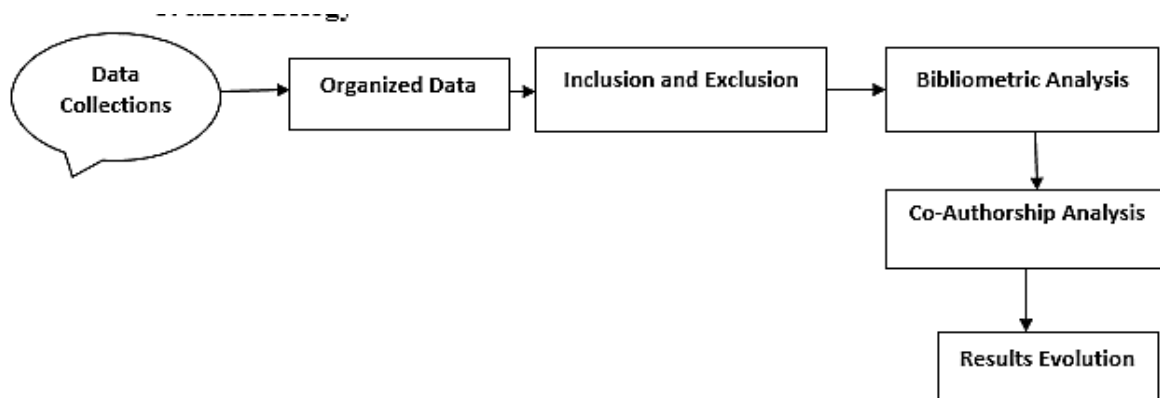 Data
Collections
Organized Data
Inclusion and Exclusion
Bibliometric Analysis
Co-Authorship Analysis
Results Evolution